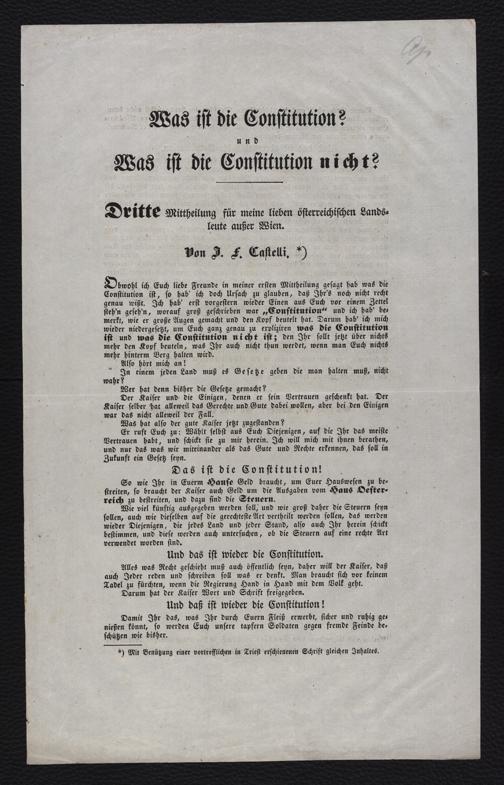 Was ist die Constitution?
und
Was ist die Constitution nicht?
Dritte Mittheilung für meine lieben österreichischen Lands-
leute außer Wien.
Von J. F. Castelli. *)
Obwohl ich Euch liebe Freunde in meiner ersten Mittheilung gesagt hab was die
Constitution ist, so hab' ich doch Ursach zu glauben, daß Ihr's noch nicht recht
genau wißt. Ich hab' erst vorgestern wieder Einen aus Euch vor einem Zettel
steh'n geseh'n, worauf groß geschrieben war „Constitution“ und ich hab' be-
merkt, wie er große Augen gemacht und den Kopf beutelt hat. Darum hab' ich mich
wieder niedergesetzt, um Euch ganz genau zu expliziren was die Constitution
ist und was die Constitution nicht ist; den Ihr sollt jetzt über nichts
mehr den Kopf beuteln, was Ihr auch nicht thun werdet, wenn man Euch nichts
mehr hinterm Berg halten wird.
Also hört mich an!
In einem jeden Land muß es Gesetze geben die man halten muß, nicht
wahr?
Wer hat denn bisher die Gesetze gemacht?
Der Kaiser und die Einigen, denen er sein Vertrauen geschenkt hat. Der
Kaiser selber hat alleweil das Gerechte und Gute dabei wollen, aber bei den Einigen
war das nicht alleweil der Fall.
Was hat also der gute Kaiser jetzt zugestanden?
Er ruft Euch zu: Wählt selbst aus Euch Diejenigen, auf die Ihr das meiste
Vertrauen habt, und schickt sie zu mir herein. Ich will mich mit ihnen berathen,
und nur das was wir miteinander als das Gute und Rechte erkennen, das soll in
Zukunft ein Gesetz seyn.
Das ist die Constitution!
So wie Ihr in Euerm Hause Geld braucht, um Euer Hauswesen zu be-
streiten, so braucht der Kaiser auch Geld um die Ausgaben vom Haus Oester-
reich zu bestreiten, und dazu sind die Steuern.
Wie viel künftig ausgegeben werden soll, und wie groß daher die Steuern seyn
sollen, auch wie dieselben auf die gerechteste Art vertheilt werden sollen, das werden
wieder Diejenigen, die jedes Land und jeder Stand, also auch Ihr herein schickt
bestimmen, und diese werden auch untersuchen, ob die Steuern auf eine rechte Art
verwendet worden sind.
Und das ist wieder die Constitution.
Alles was Recht geschieht muß auch öffentlich seyn, daher will der Kaiser, daß
auch Jeder reden und schreiben soll was er denkt. Man braucht sich vor keinem
Tadel zu fürchten, wenn die Regierung Hand in Hand mit dem Volk geht.
Darum hat der Kaiser Wort und Schrift freigegeben.
Und daß ist wieder die Constitution!
Damit Ihr das, was Ihr durch Euern Fleiß erwerbt, sicher und ruhig ge-
nießen könnt, so werden Euch unsere tapfern Soldaten gegen fremde Feinde be-
schützen wie bisher.
*) Mit Benützung einer vortrefflichen in Triest erschienenen Schrift gleichen Inhaltes.